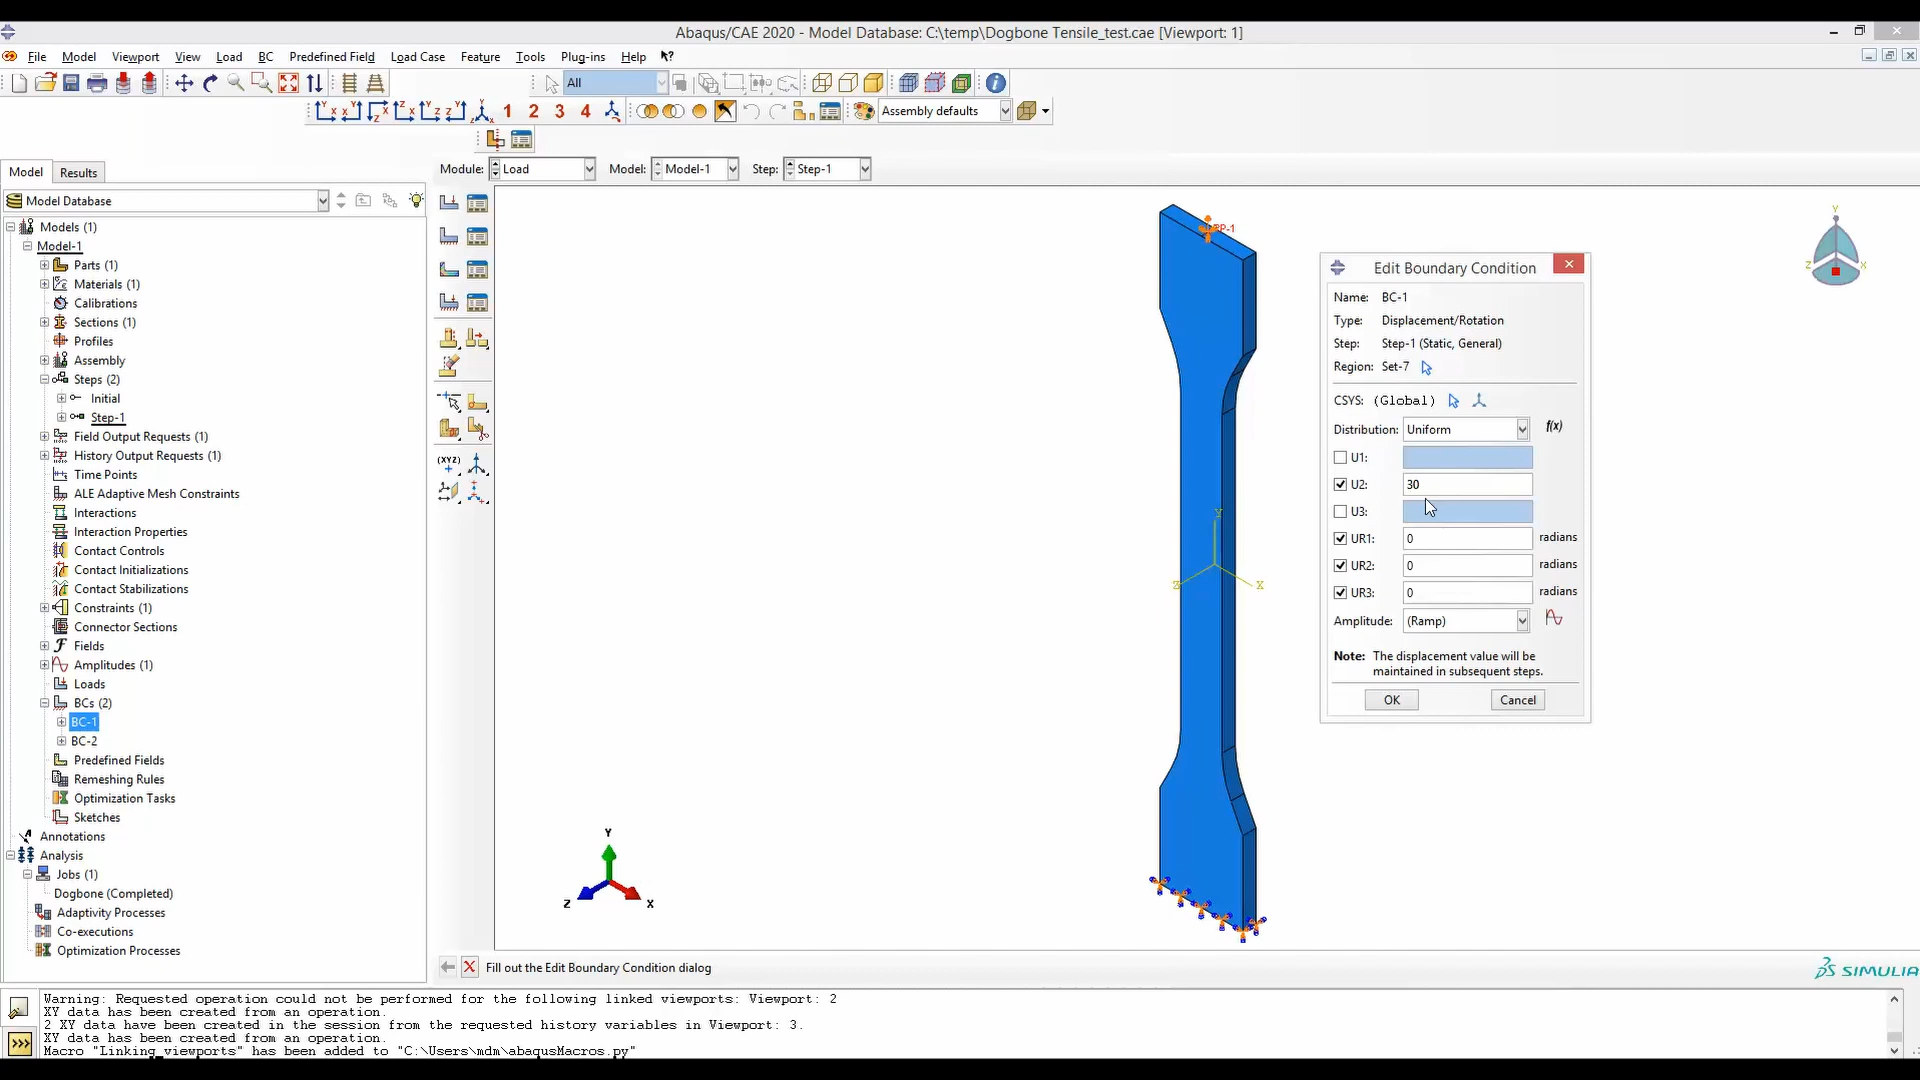 Abaqus/CAE 2020 - Model Database: C:\temp\Dogbone Tensile_test.cae [Viewport: 1]
File Model Viewport View Load BC Predefined Field Load Case Feature Tools Plug-ins Help
All
1 2 3 4 Assembly defaults
Model Results
Module: Load Model: Model-1 Step: Step-1
Model Database
Models (1)
Model-1
Parts (1)
Materials (1)
Calibrations
Sections (1)
Profiles
Assembly
Steps (2)
Initial
Step-1
Field Output Requests (1)
History Output Requests (1)
Time Points
ALE Adaptive Mesh Constraints
Interactions
Interaction Properties
Contact Controls
Contact Initializations
Contact Stabilizations
Constraints (1)
Connector Sections
Fields
Amplitudes (1)
Loads
BCs (2)
BC-1
BC-2
Predefined Fields
Remeshing Rules
Optimization Tasks
Sketches
Annotations
Analysis
Jobs (1)
Dogbone (Completed)
Adaptivity Processes
Co-executions
Optimization Processes
(XYZ)
RP-1
Y
Z X
Y
Z X
Y
Z X
Edit Boundary Condition
Name: BC-1
Type: Displacement/Rotation
Step: Step-1 (Static, General)
Region: Set-7
CSYS: (Global)
Distribution: Uniform f(x)
U1:
U2: 30
U3:
UR1: 0 radians
UR2: 0 radians
UR3: 0 radians
Amplitude: (Ramp)
Note: The displacement value will be
maintained in subsequent steps.
OK Cancel
Fill out the Edit Boundary Condition dialog
SIMULIA
Warning: Requested operation could not be performed for the following linked viewports: Viewport: 2
XY data has been created from an operation.
2 XY data have been created in the session from the requested history variables in Viewport: 3.
XY data has been created from an operation.
Macro "Linking_viewports" has been added to "C:\Users\mdm\abaqusMacros.py"
>>>